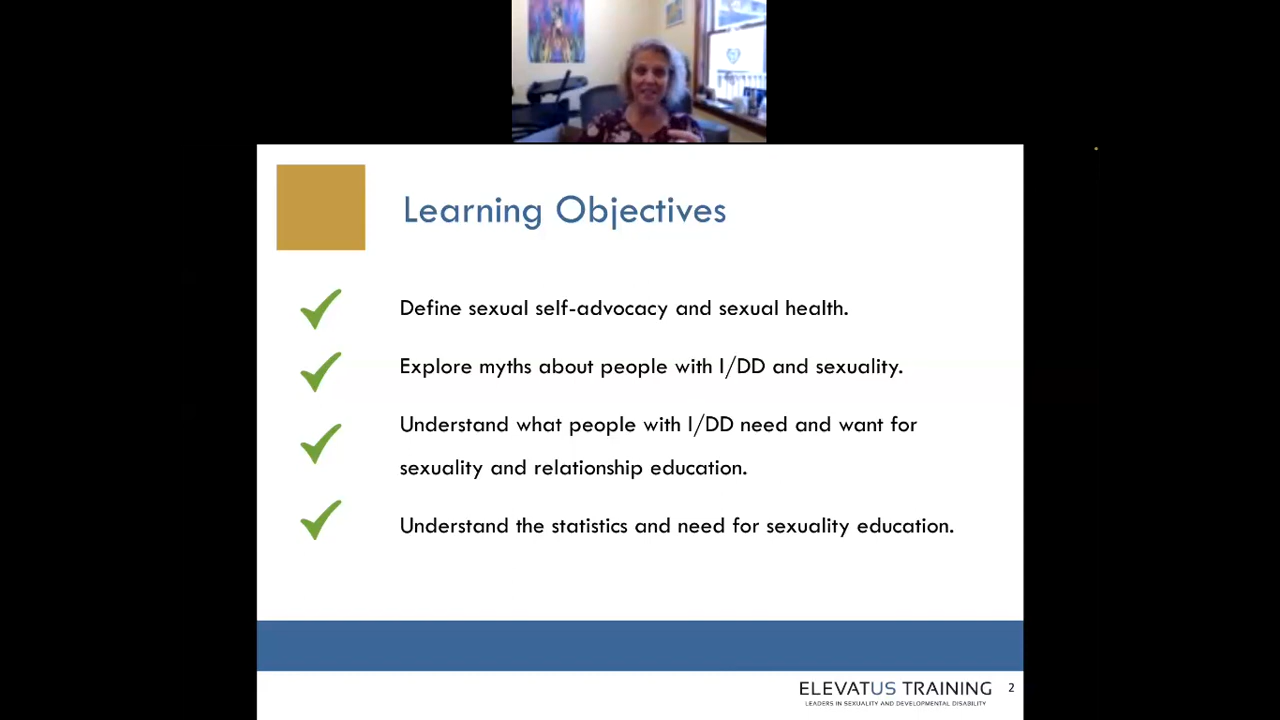 Learning Objectives
Define sexual self-advocacy and sexual health.
Explore myths about people with I/DD and sexuality.
Understand what people with I/DD need and want for
sexuality and relationship education.
Understand the statistics and need for sexuality education.
ELEVATUS TRAINING
LEADERS IN SEXUALITY AND DEVELOPMENTAL DISABILITY
2